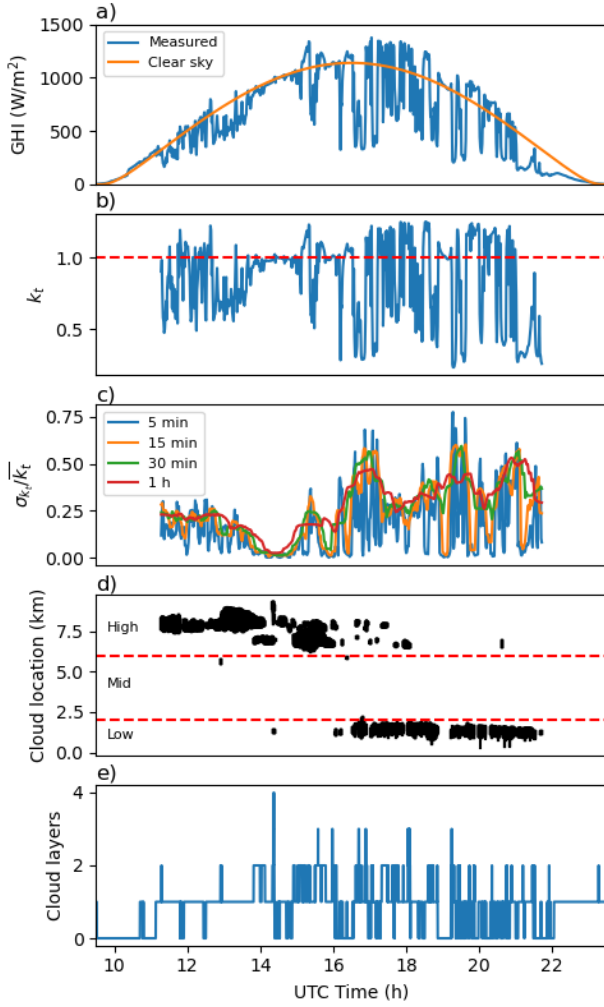 a)
1500
1000
500
0
GHI (W/m²)
Measured
Clear sky
b)
1.0
0.5
k_t
c)
0.75
0.50
0.25
0.00
σ_{k_t}/k̅_t̅
5 min
15 min
30 min
1 h
d)
7.5
5.0
2.5
0.0
Cloud location (km)
High
Mid
Low
e)
4
2
0
Cloud layers
10 12 14 16 18 20 22
UTC Time (h)